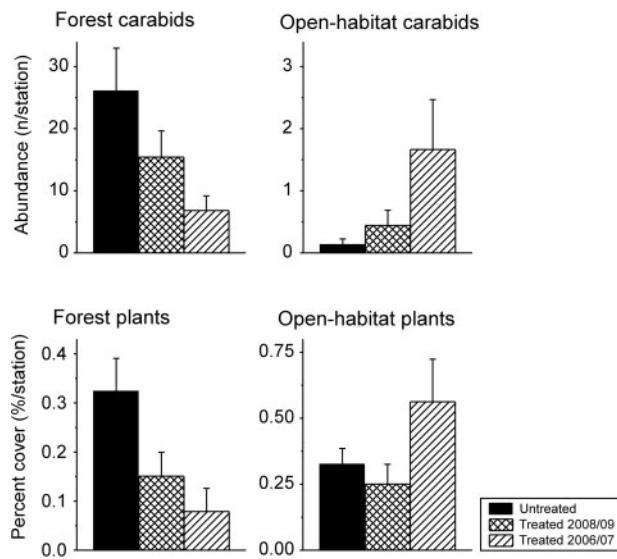 Forest carabids
Open-habitat carabids
Abundance (n/station)
30
20
10
0
3
2
1
0
Forest plants
Open-habitat plants
Percent cover (%/station)
0.4
0.3
0.2
0.1
0.0
0.75
0.50
0.25
0.00
Untreated
Treated 2008/09
Treated 2006/07